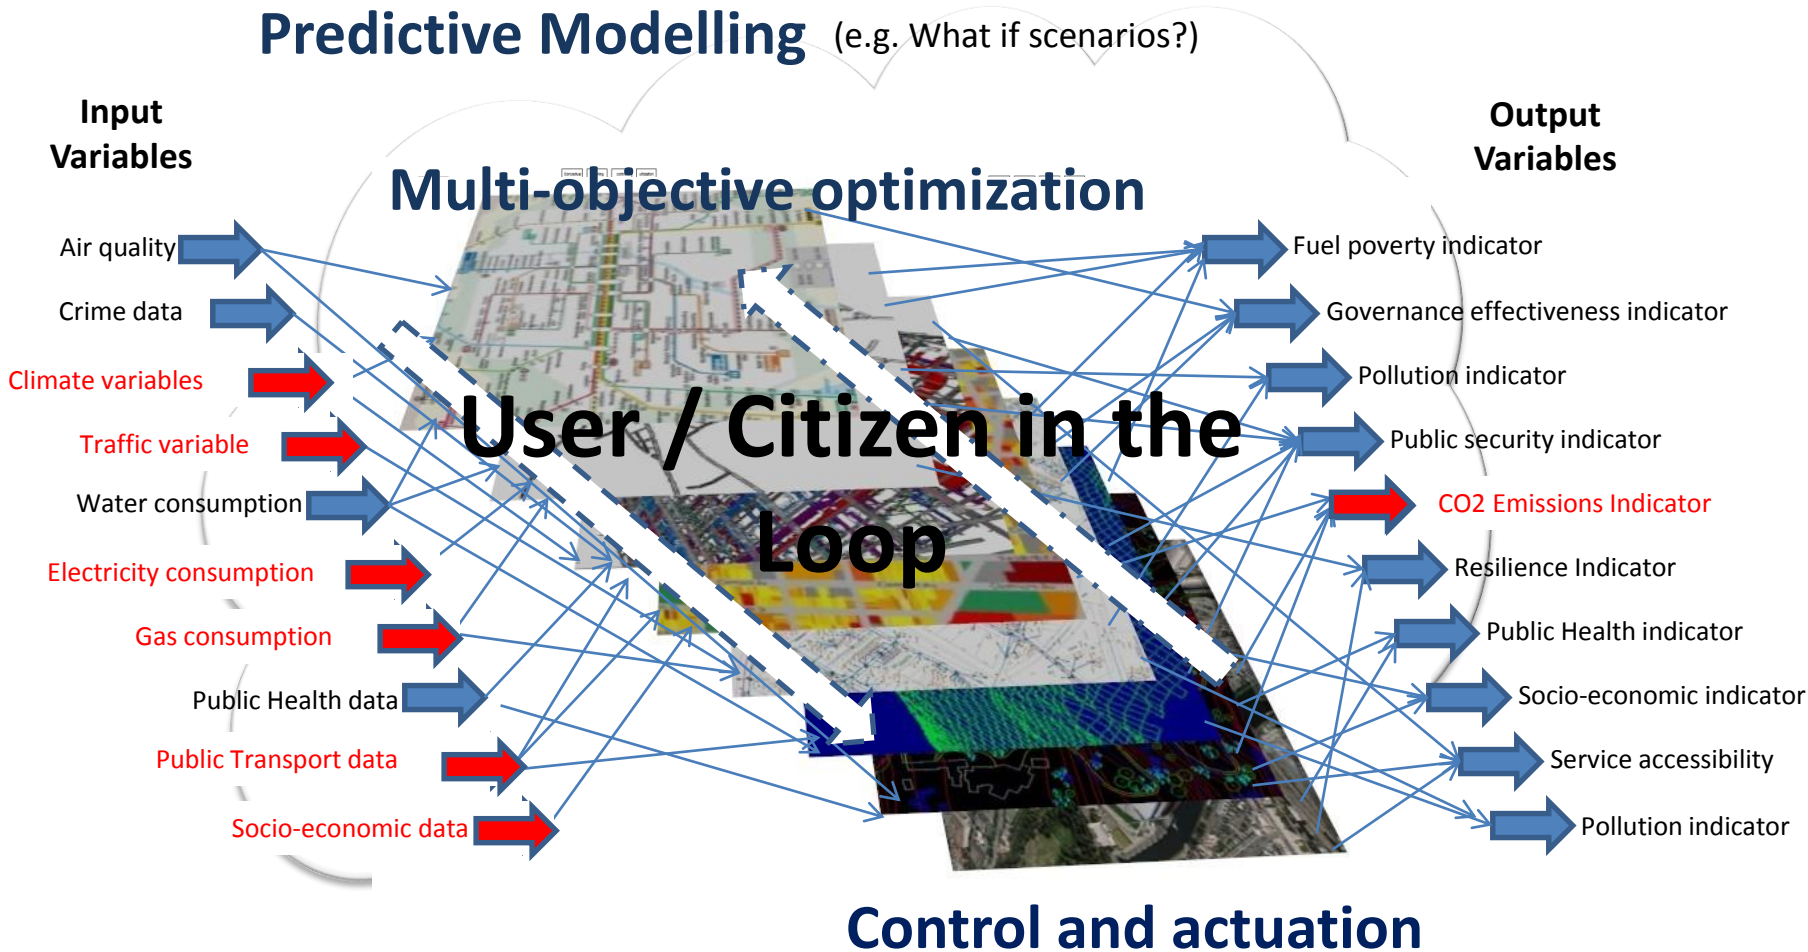 Predictive Modelling (e.g. What if scenarios?)
Input
Variables
Output
Variables
Multi-objective optimization
Air quality
Crime data
Climate variables
Traffic variable
Water consumption
Electricity consumption
Gas consumption
Public Health data
Public Transport data
Socio-economic data
User / Citizen in the
Loop
Fuel poverty indicator
Governance effectiveness indicator
Pollution indicator
Public security indicator
CO2 Emissions Indicator
Resilience Indicator
Public Health indicator
Socio-economic indicator
Service accessibility
Pollution indicator
Control and actuation